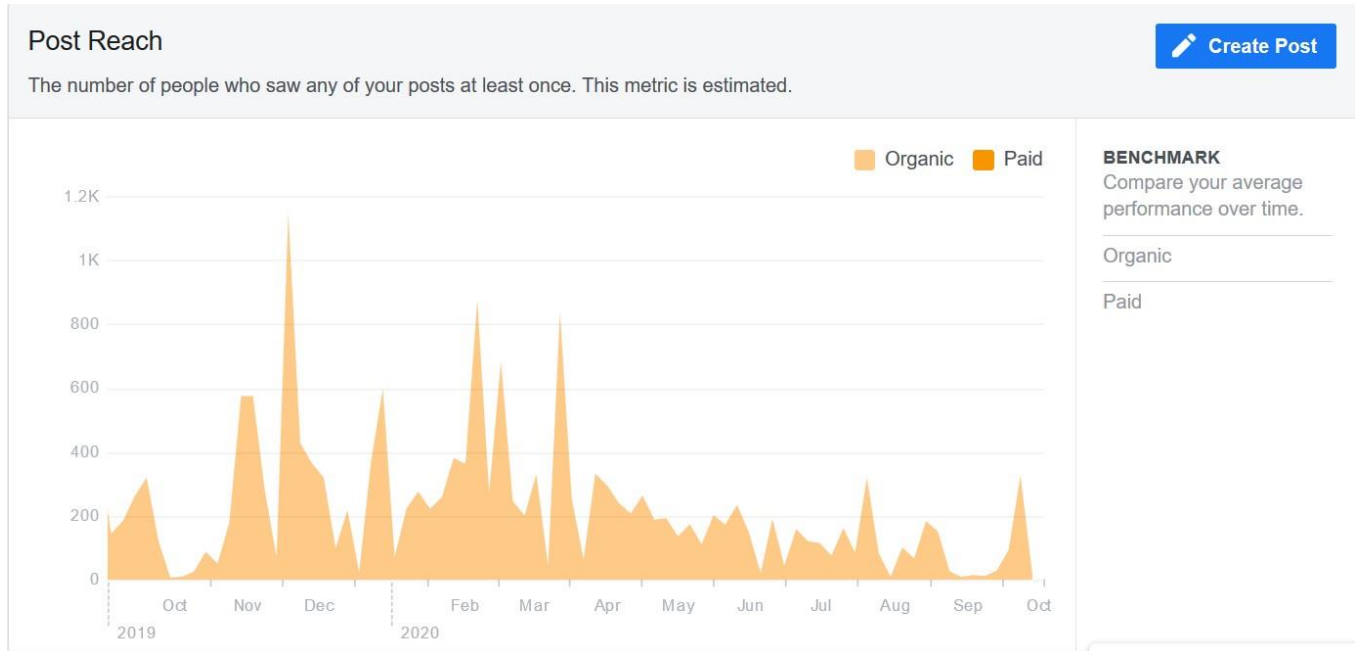 Post Reach
Create Post
The number of people who saw any of your posts at least once. This metric is estimated.
Organic Paid
BENCHMARK
Compare your average
performance over time.
Organic
Paid
1.2K
1K
800
600
400
200
0
Oct Nov Dec Feb Mar Apr May Jun Jul Aug Sep Oct
2019 2020